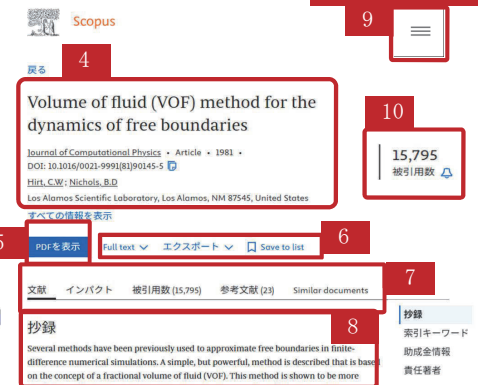 Scopus
9
戻る
4
Volume of fluid (VOF) method for the
dynamics of free boundaries
Journal of Computational Physics • Article • 1981 •
DOI: 10.1016/0021-9991(81)90145-5
Hirt, C.W; Nichols, B.D
Los Alamos Scientific Laboratory, Los Alamos, NM 87545, United States
すべての情報を表示
10
15,795
被引用数
5
PDFを表示
Full text エクスポート Save to list
6
7
文献 インパクト 被引用数 (15,795) 参考文献 (23) Similar documents
抄録
8
Several methods have been previously used to approximate free boundaries in finite-
difference numerical simulations. A simple, but powerful, method is described that is based
on the concept of a fractional volume of fluid (VOF). This method is shown to be more
抄録
索引キーワード
助成金情報
責任著者